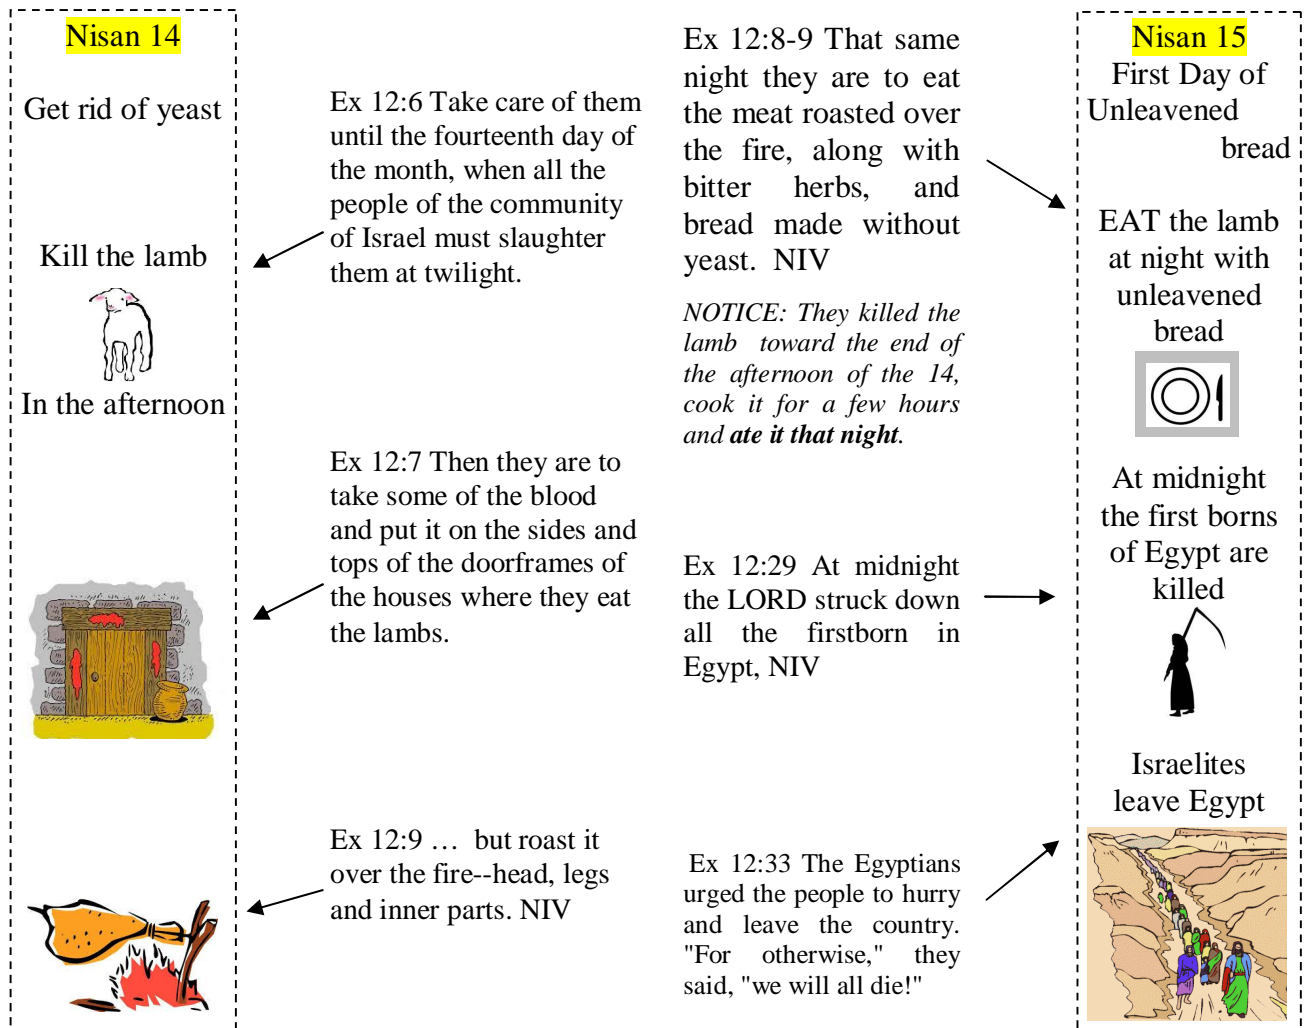 Nisan 14
Get rid of yeast
Kill the lamb
In the afternoon
Ex 12:6 Take care of them
until the fourteenth day of
the month, when all the
people of the community
of Israel must slaughter
them at twilight.
Ex 12:7 Then they are to
take some of the blood
and put it on the sides and
tops of the doorframes of
the houses where they eat
the lambs.
Ex 12:9 … but roast it
over the fire--head, legs
and inner parts. NIV
Ex 12:8-9 That same
night they are to eat
the meat roasted over
the fire, along with
bitter herbs, and
bread made without
yeast. NIV
NOTICE: They killed the
lamb toward the end of
the afternoon of the 14,
cook it for a few hours
and ate it that night.
Ex 12:29 At midnight
the LORD struck down
all the firstborn in
Egypt, NIV
Ex 12:33 The Egyptians
urged the people to hurry
and leave the country.
"For otherwise," they
said, "we will all die!"
Nisan 15
First Day of
Unleavened
bread
EAT the lamb
at night with
unleavened
bread
At midnight
the first borns
of Egypt are
killed
Israelites
leave Egypt